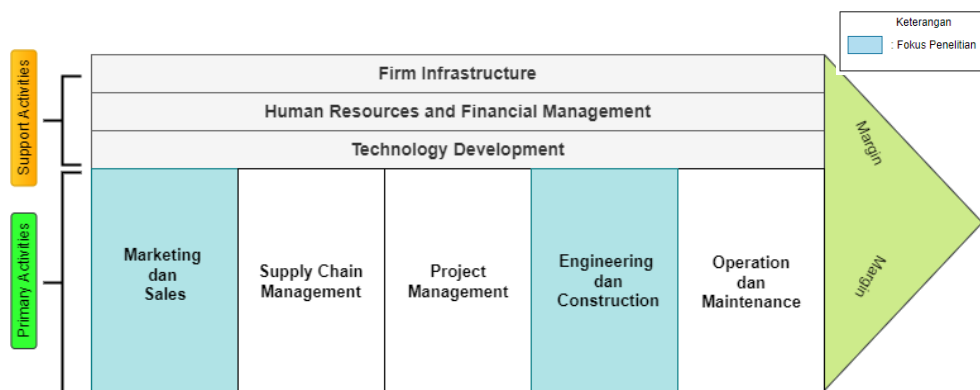 Keterangan
: Fokus Penelitian
Support Activities
Firm Infrastructure
Human Resources and Financial Management
Technology Development
Margin
Primary Activities
Marketing
dan
Sales
Supply Chain
Management
Project
Management
Engineering
dan
Construction
Operation
dan
Maintenance
Margin